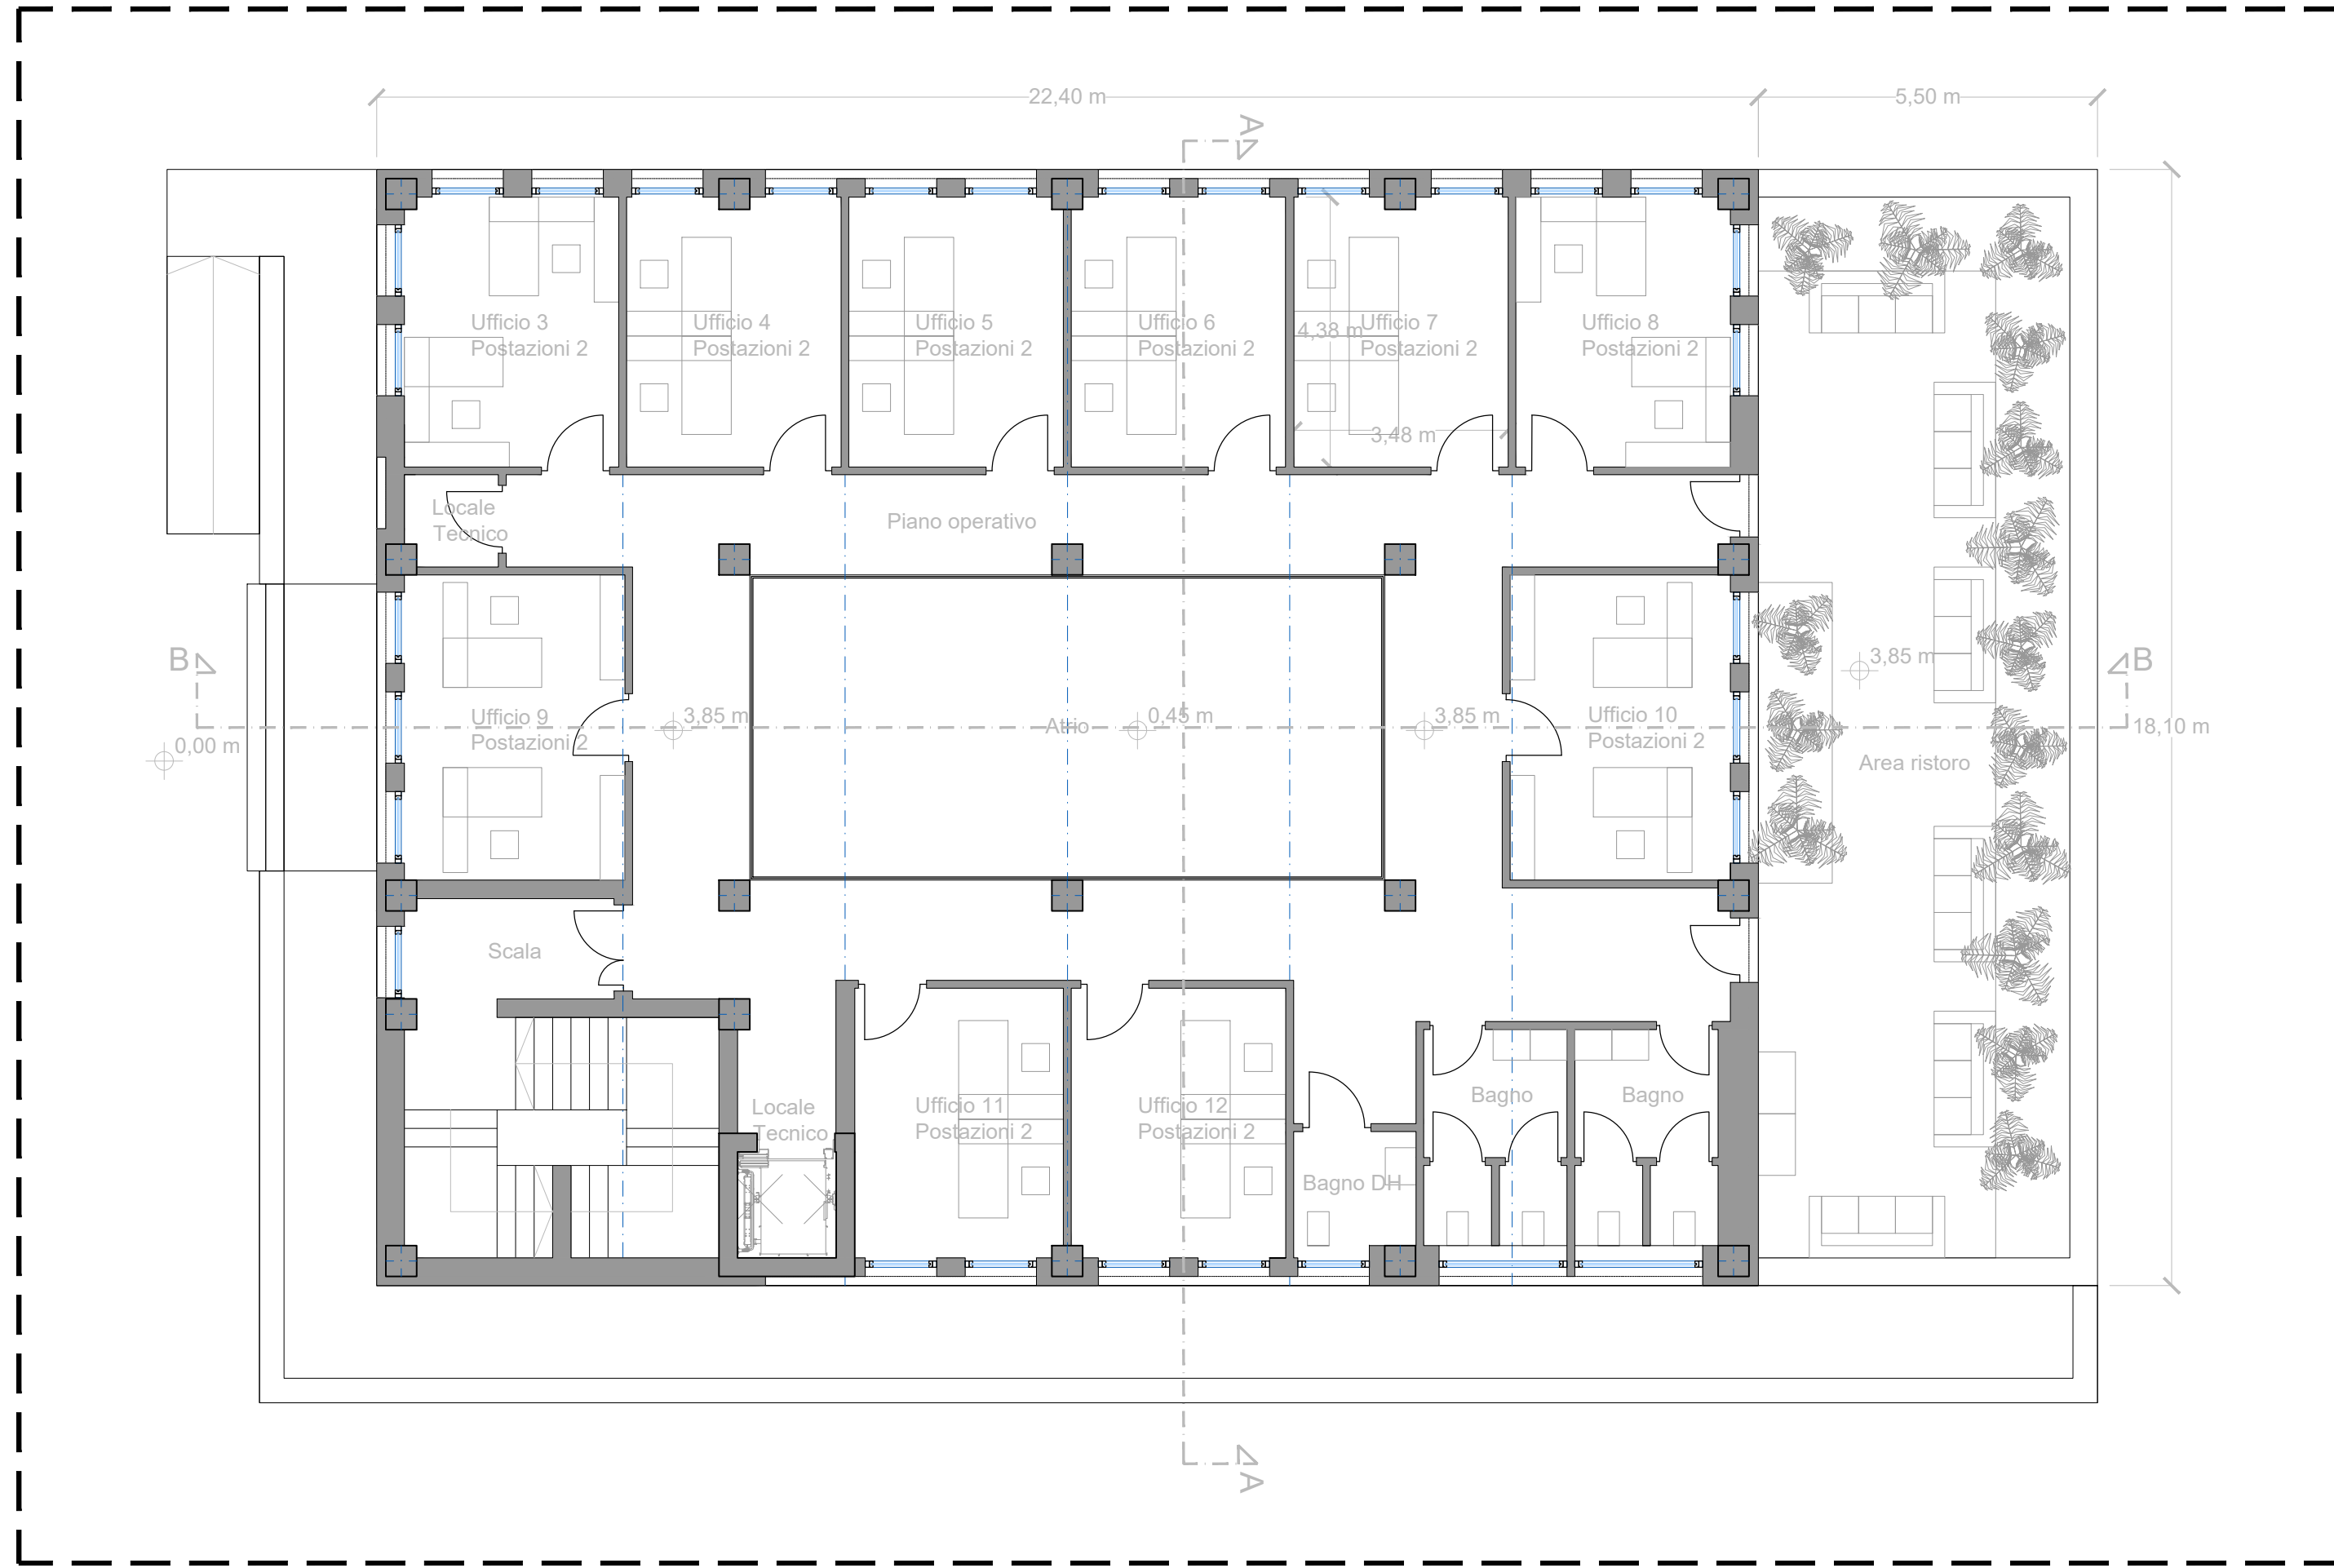 22,40 m
5,50 m
A
Ufficio 3
Postazioni 2
Ufficio 4
Postazioni 2
Ufficio 5
Postazioni 2
Ufficio 6
Postazioni 2
4,38 m
Ufficio 7
Postazioni 2
Ufficio 8
Postazioni 2
3,48 m
Locale
Tecnico
Piano operativo
B
3,85 m
B
Ufficio 9
Postazioni 2
3,85 m
Atrio
0,45 m
3,85 m
Ufficio 10
Postazioni 2
18,10 m
0,00 m
Area ristoro
Scala
Locale
Tecnico
Ufficio 11
Postazioni 2
Ufficio 12
Postazioni 2
Bagno
Bagno
Bagno DH
A